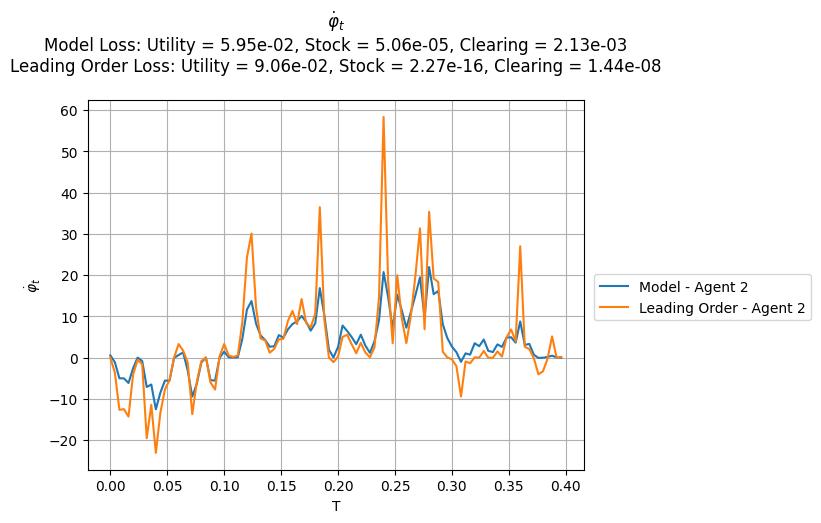 φ̇ₜ
Model Loss: Utility = 5.95e-02, Stock = 5.06e-05, Clearing = 2.13e-03
Leading Order Loss: Utility = 9.06e-02, Stock = 2.27e-16, Clearing = 1.44e-08
60
50
40
30
20
10
0
−10
−20
φ̇ₜ
0.00 0.05 0.10 0.15 0.20 0.25 0.30 0.35 0.40
T
Model - Agent 2
Leading Order - Agent 2